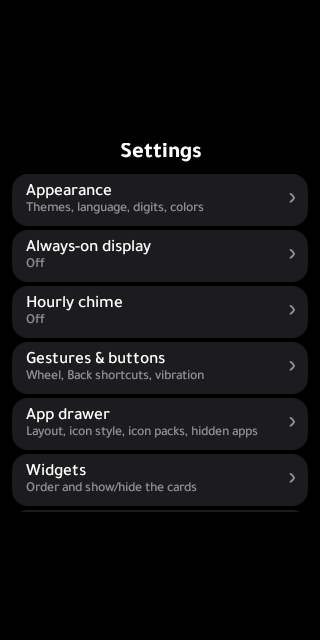 Settings
Appearance
Themes, language, digits, colors
Always-on display
Off
Hourly chime
Off
Gestures & buttons
Wheel, Back shortcuts, vibration
App drawer
Layout, icon style, icon packs, hidden apps
Widgets
Order and show/hide the cards